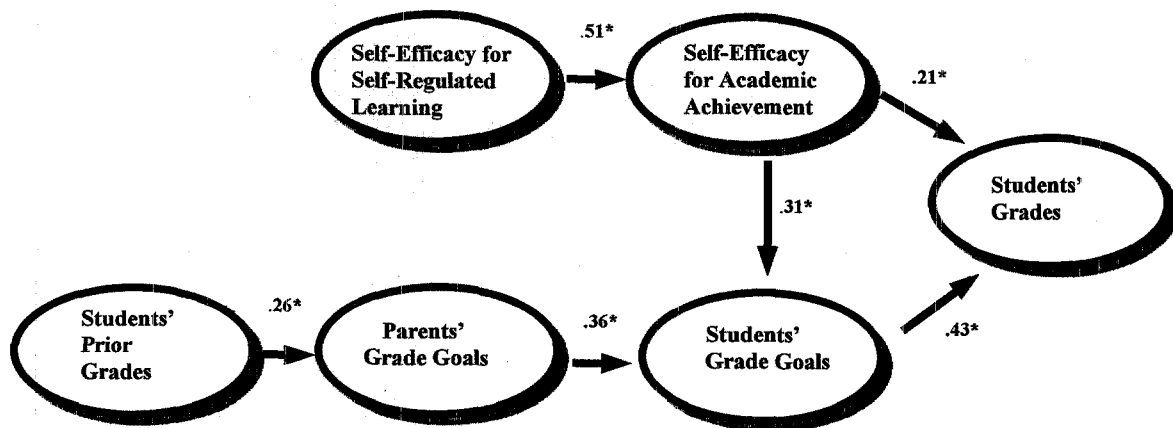 Self-Efficacy for
Self-Regulated
Learning
.51*
Self-Efficacy
for Academic
Achievement
.21*
Students'
Grades
.31*
Students'
Prior
Grades
.26*
Parents'
Grade Goals
.36*
Students'
Grade Goals
.43*